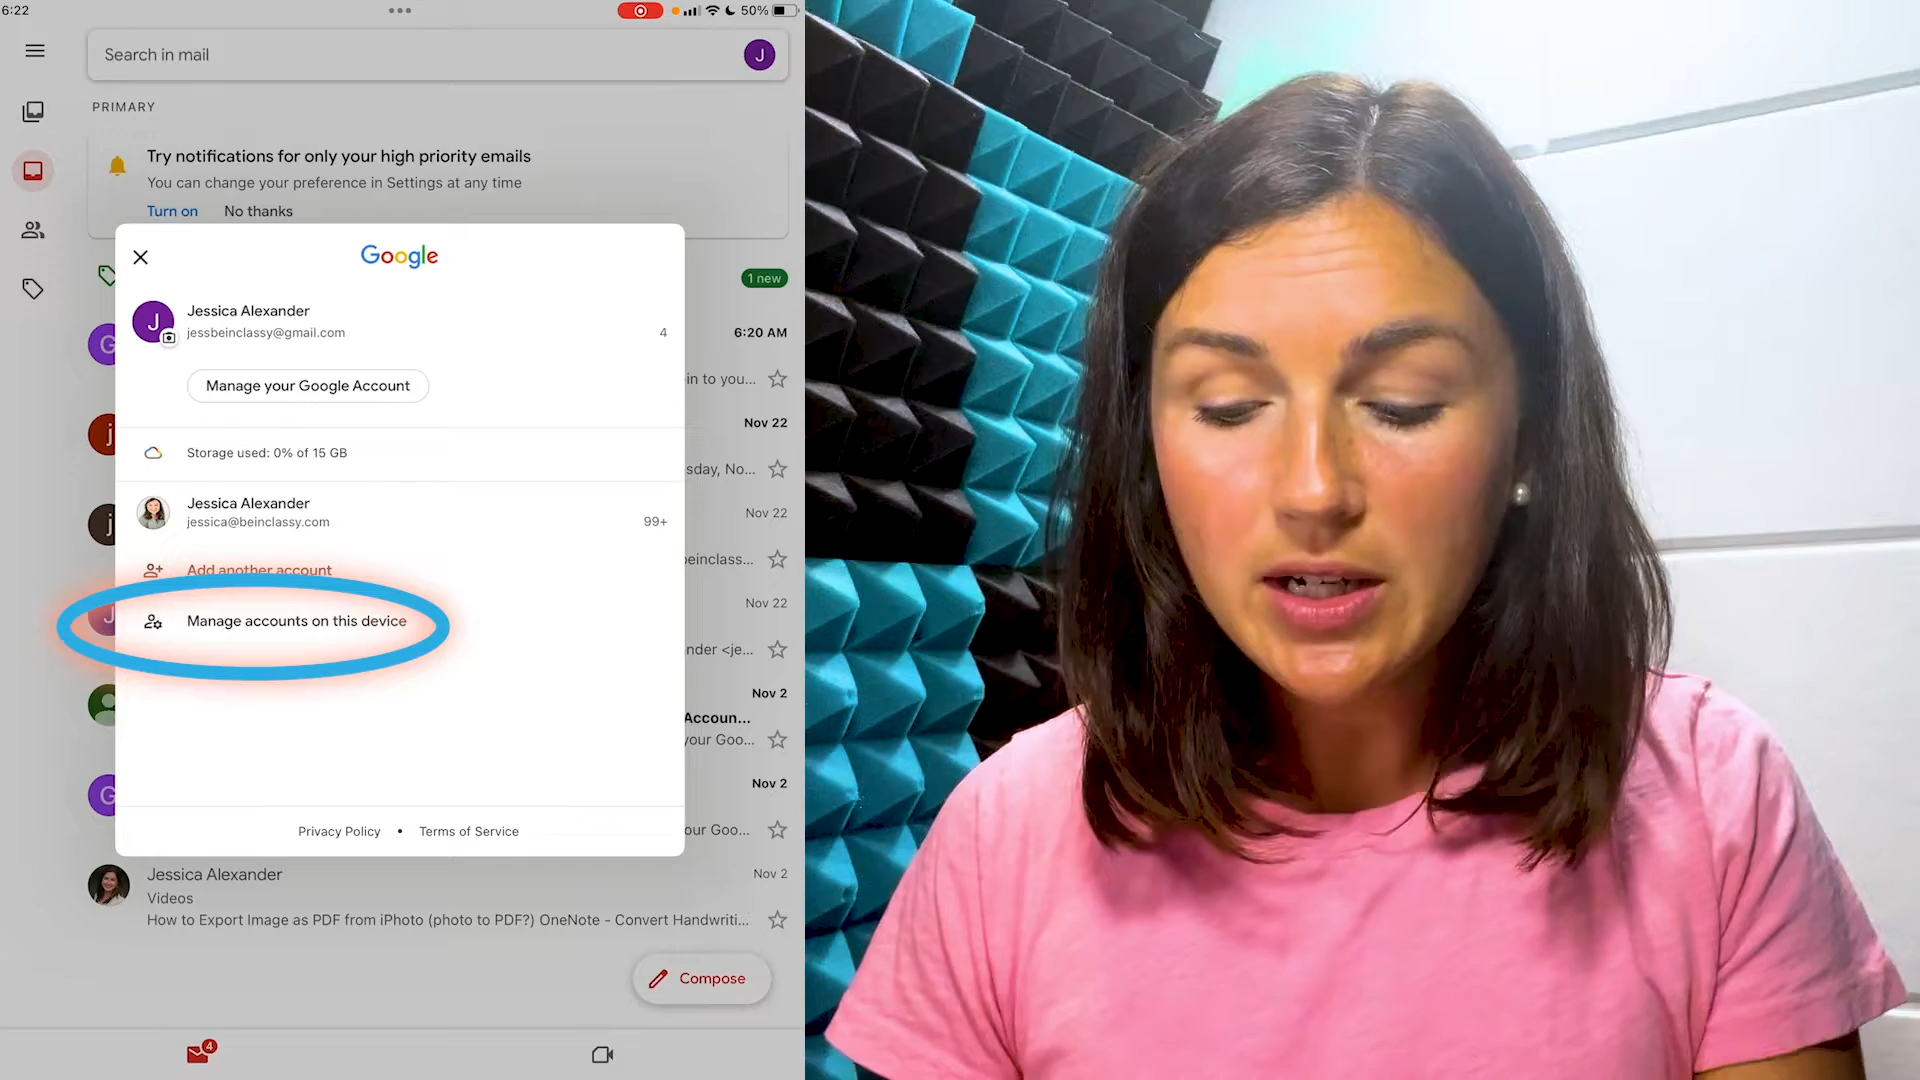 6:22
50%
Search in mail
J
PRIMARY
Try notifications for only your high priority emails
You can change your preference in Settings at any time
Turn on No thanks
Google
1 new
J
Jessica Alexander
jessbeinclassy@gmail.com
4
G
6:20 AM
in to you...
Manage your Google Account
j
Nov 22
Storage used: 0% of 15 GB
sday, No...
Jessica Alexander
jessica@beinclassy.com
99+
j
Nov 22
beinclass...
Add another account
J
Nov 22
Manage accounts on this device
nder <je...
Nov 2
Accoun...
your Goo...
G
Nov 2
our Goo...
Privacy Policy • Terms of Service
Jessica Alexander
Nov 2
Videos
How to Export Image as PDF from iPhoto (photo to PDF?) OneNote - Convert Handwriti...
Compose
4